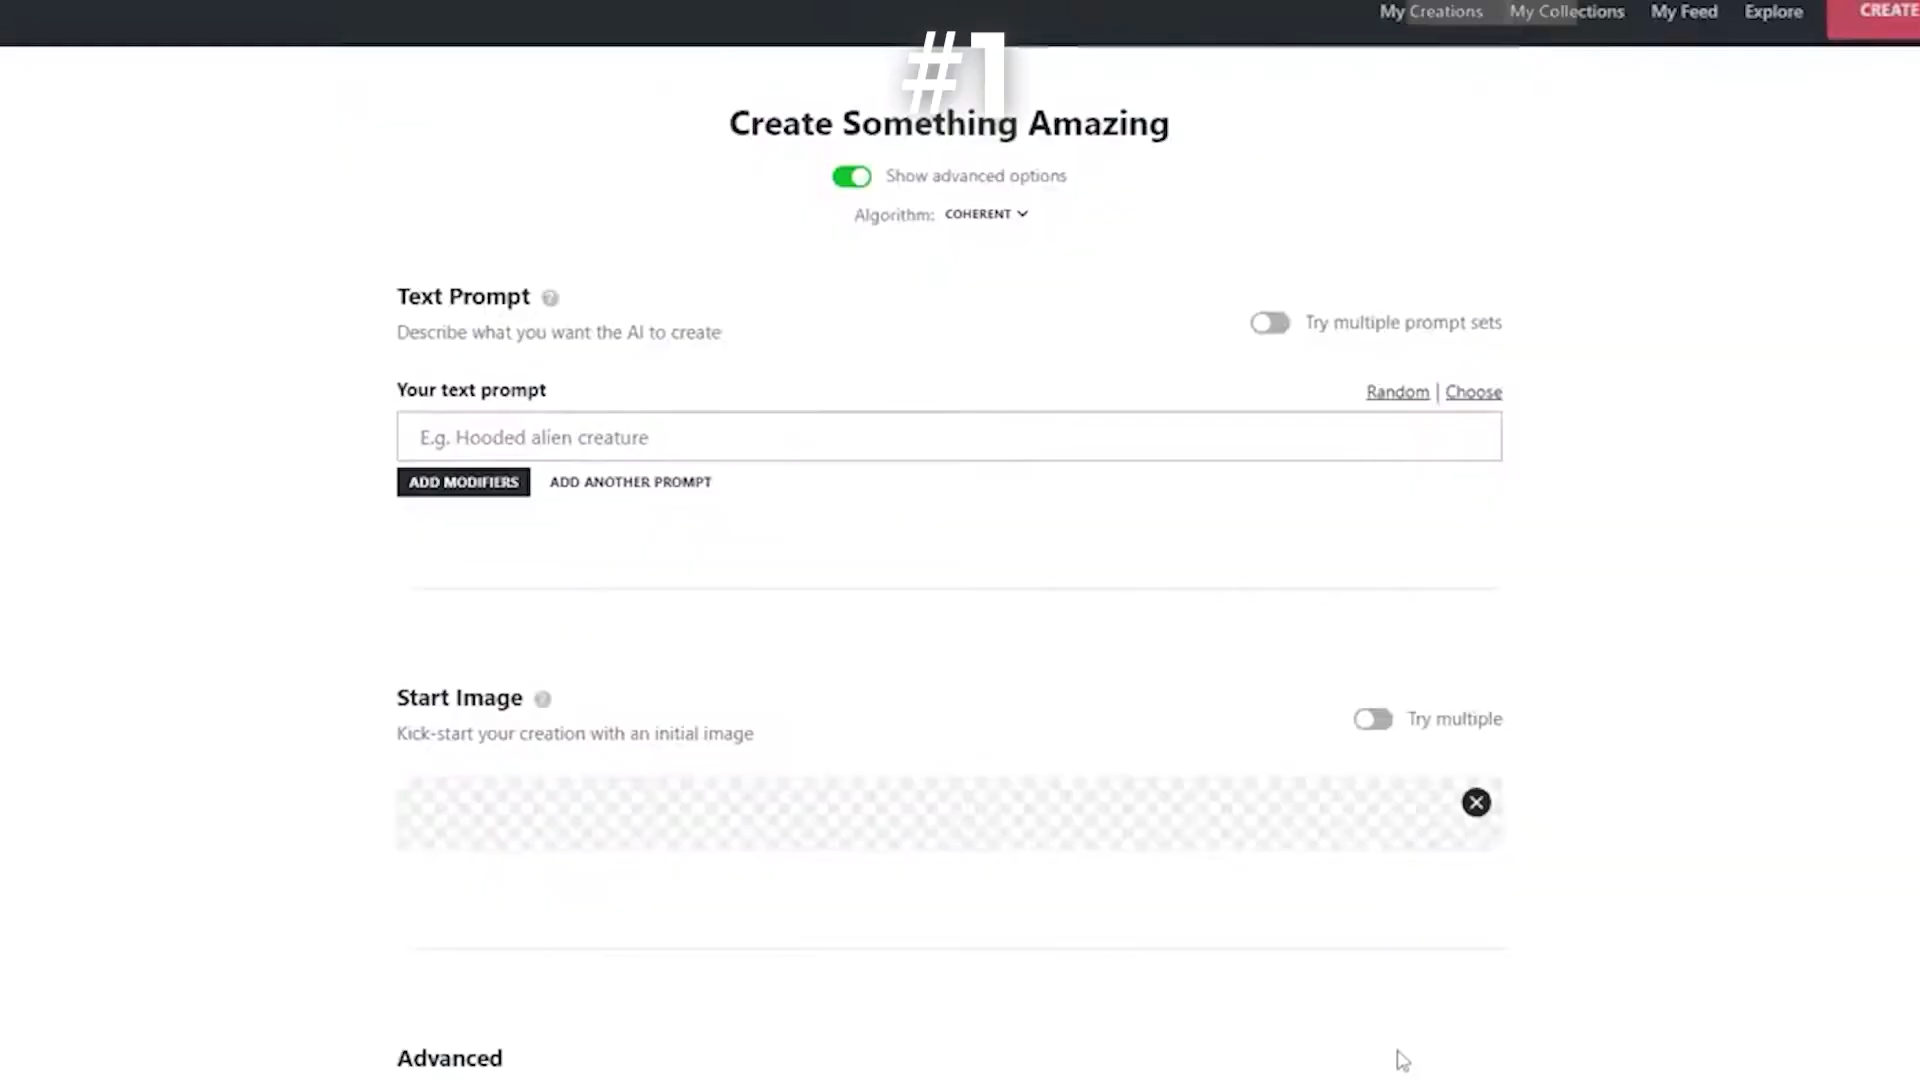 My Creations My Collections My Feed Explore CREATE
#1
Create Something Amazing
Show advanced options
Algorithm: COHERENT
Text Prompt ?
Describe what you want the AI to create
Try multiple prompt sets
Your text prompt
Random | Choose
E.g. Hooded alien creature
ADD MODIFIERS ADD ANOTHER PROMPT
Start Image ?
Kick-start your creation with an initial image
Try multiple
Advanced